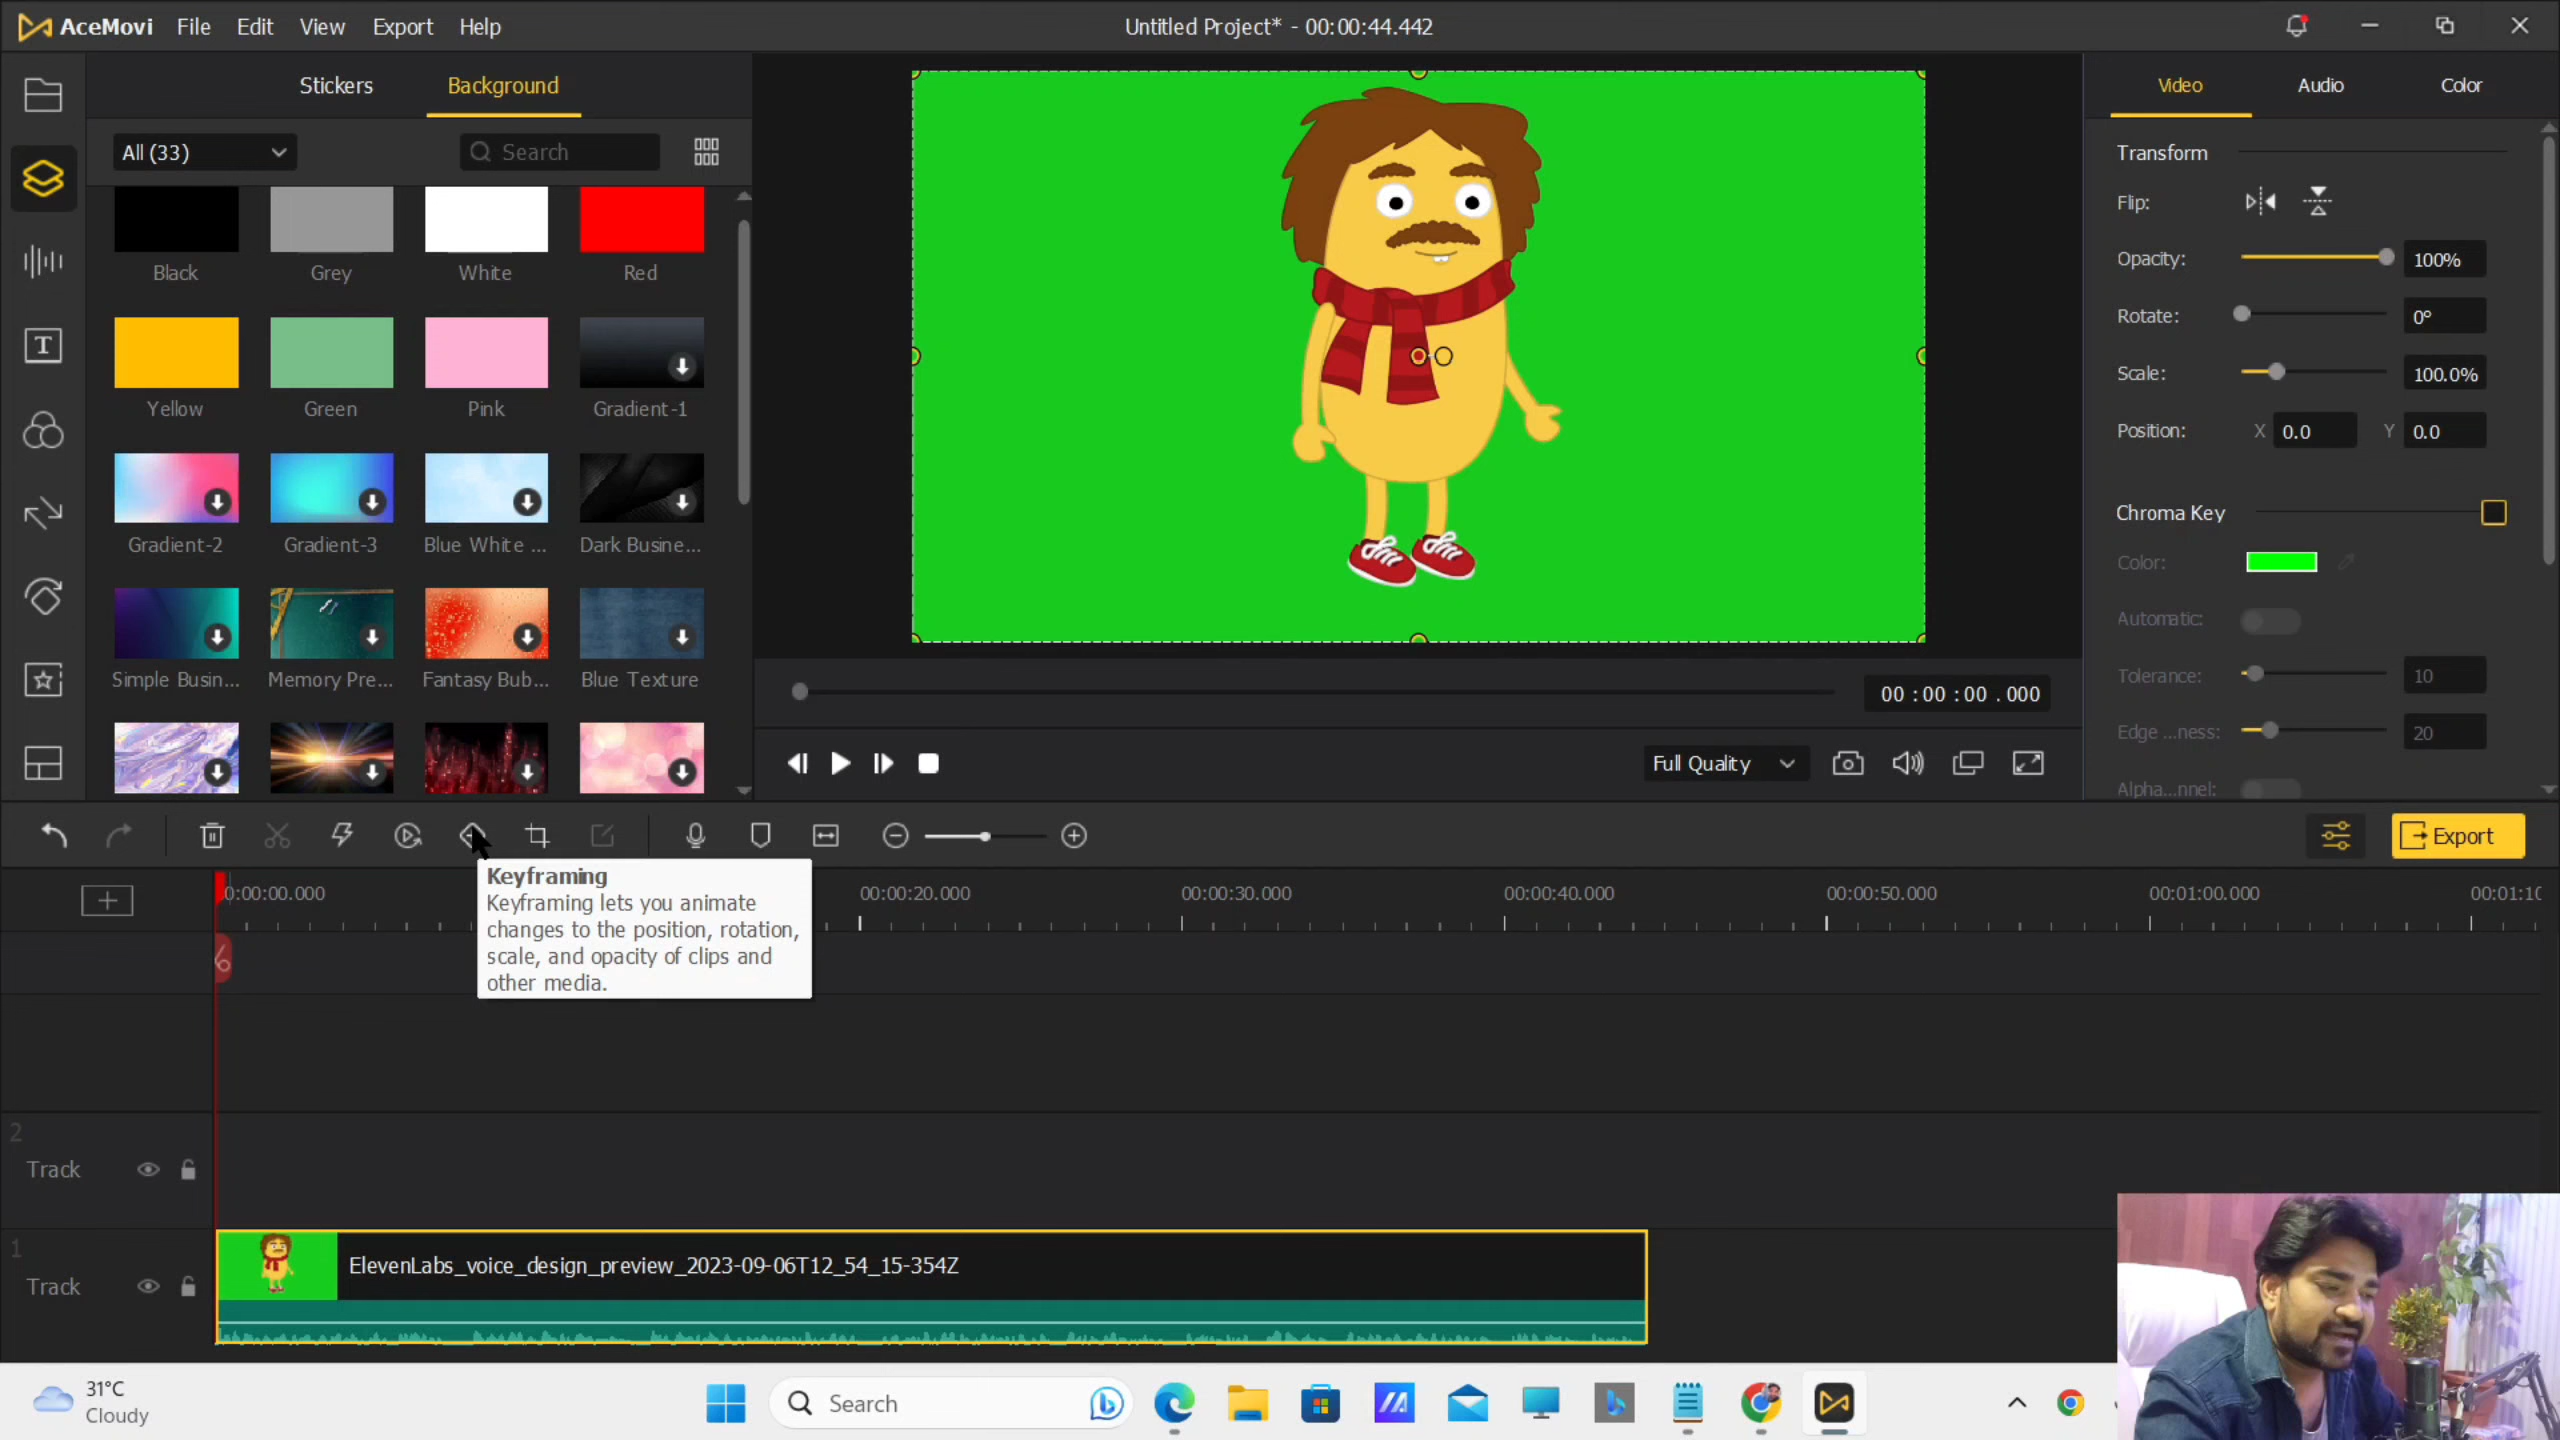 AceMovi File Edit View Export Help
Untitled Project* - 00:00:44.442
Stickers Background
All (33)
Search
Black Grey White Red
Yellow Green Pink Gradient-1
Gradient-2 Gradient-3 Blue White ... Dark Busine...
Simple Busin... Memory Pre... Fantasy Bub... Blue Texture
00 : 00 : 00 . 000
Full Quality
Video Audio Color
Transform
Flip:
Opacity: 100%
Rotate: 0°
Scale: 100.0%
Position: X 0.0 Y 0.0
Chroma Key
Color:
Automatic:
Tolerance: 10
Edge ...ness: 20
Alpha...nnel:
Export
Keyframing
Keyframing lets you animate
changes to the position, rotation,
scale, and opacity of clips and
other media.
0:00:00.000 00:00:20.000 00:00:30.000 00:00:40.000 00:00:50.000 00:01:00.000 00:01:10
2
Track
1
Track
ElevenLabs_voice_design_preview_2023-09-06T12_54_15-354Z
31°C
Cloudy
Search